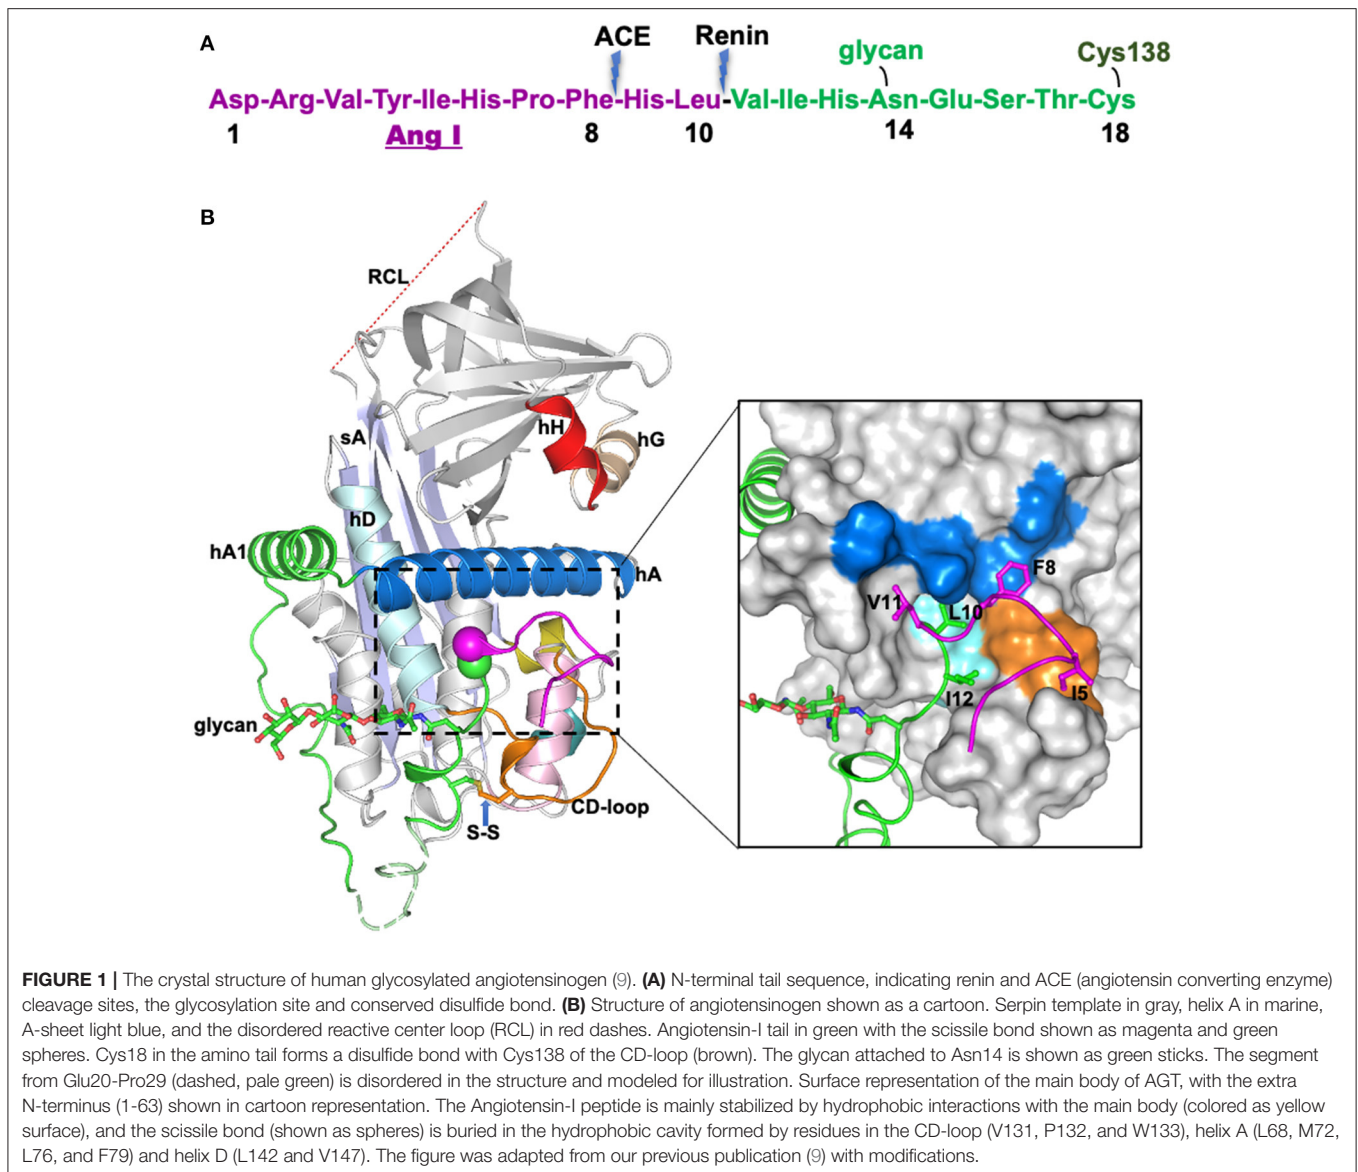 A
ACE
Renin
glycan
Cys138
Asp-Arg-Val-Tyr-Ile-His-Pro-Phe-His-Leu-Val-Ile-His-Asn-Glu-Ser-Thr-Cys
1
Ang I
8
10
14
18
B
RCL
sA
hH
hG
hD
hA1
hA
glycan
S-S
CD-loop
F8
V11
L10
I12
I5
FIGURE 1 | The crystal structure of human glycosylated angiotensinogen (9). (A) N-terminal tail sequence, indicating renin and ACE (angiotensin converting enzyme)
cleavage sites, the glycosylation site and conserved disulfide bond. (B) Structure of angiotensinogen shown as a cartoon. Serpin template in gray, helix A in marine,
A-sheet light blue, and the disordered reactive center loop (RCL) in red dashes. Angiotensin-I tail in green with the scissile bond shown as magenta and green
spheres. Cys18 in the amino tail forms a disulfide bond with Cys138 of the CD-loop (brown). The glycan attached to Asn14 is shown as green sticks. The segment
from Glu20-Pro29 (dashed, pale green) is disordered in the structure and modeled for illustration. Surface representation of the main body of AGT, with the extra
N-terminus (1-63) shown in cartoon representation. The Angiotensin-I peptide is mainly stabilized by hydrophobic interactions with the main body (colored as yellow
surface), and the scissile bond (shown as spheres) is buried in the hydrophobic cavity formed by residues in the CD-loop (V131, P132, and W133), helix A (L68, M72,
L76, and F79) and helix D (L142 and V147). The figure was adapted from our previous publication (9) with modifications.